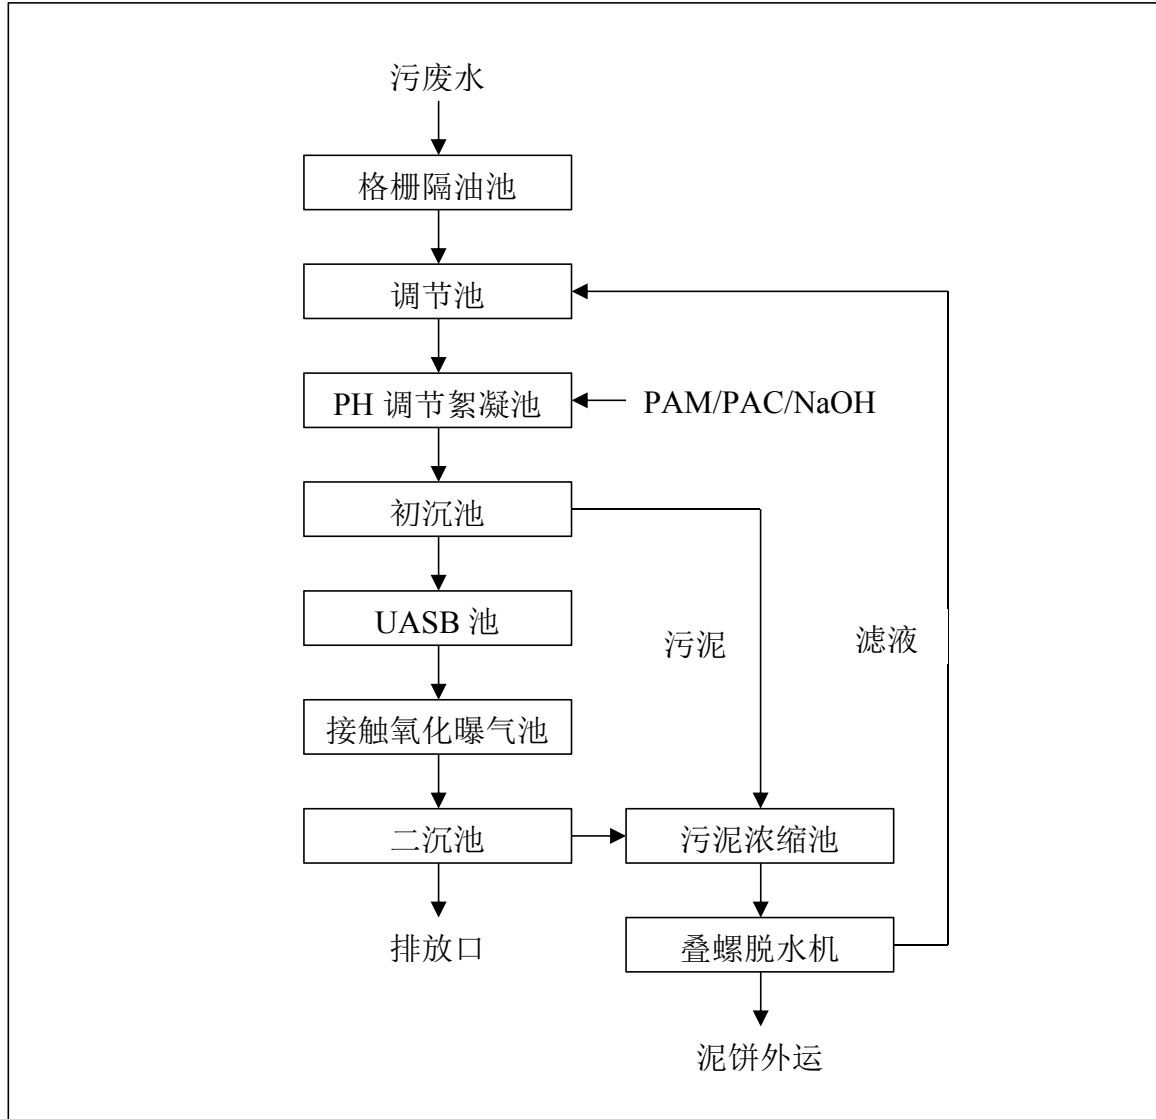 污废水
格栅隔油池
调节池
PH 调节絮凝池
PAM/PAC/NaOH
初沉池
UASB 池
污泥
滤液
接触氧化曝气池
二沉池
污泥浓缩池
排放口
叠螺脱水机
泥饼外运